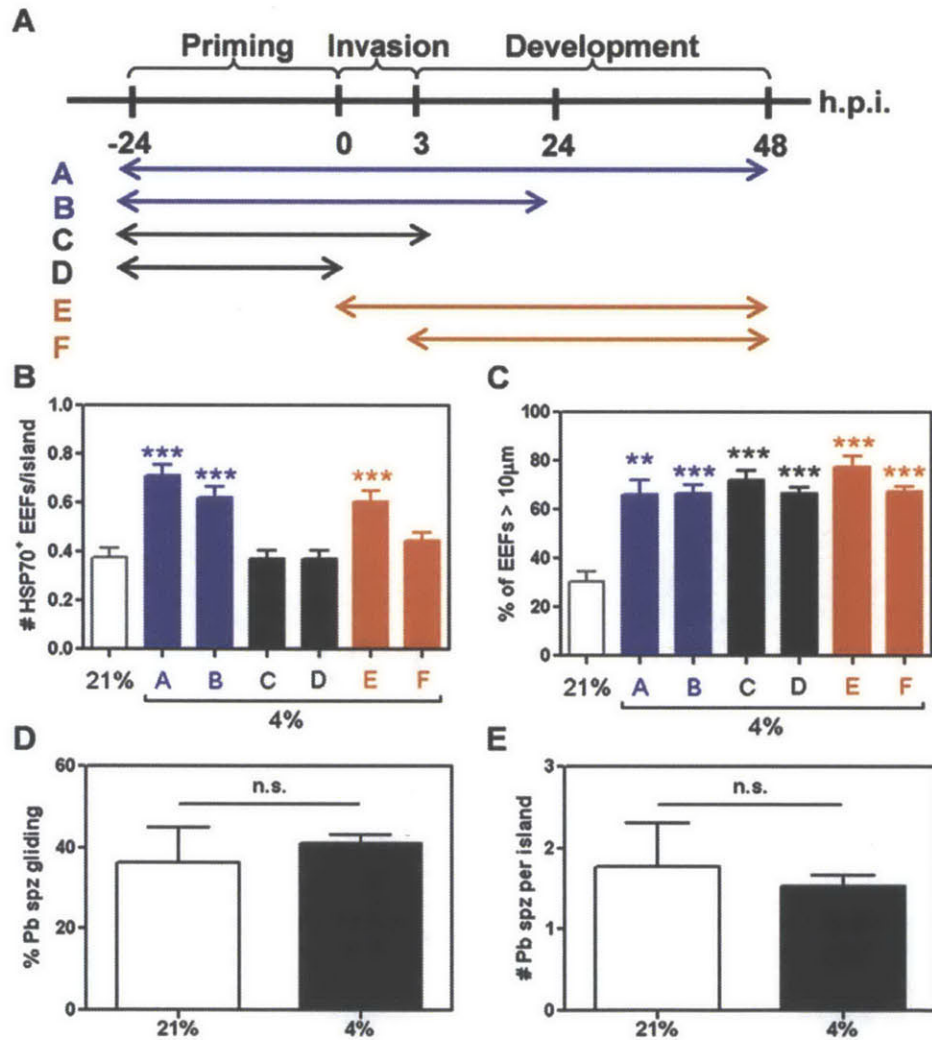 A
Priming Invasion Development
h.p.i.
-24 0 3 24 48
A
B
C
D
E
F
B
C
# HSP70+ EEFs/island
1.0
0.8
0.6
0.4
0.2
0.0
*** *** ***
21% A B C D E F
4%
% of EEFs > 10µm
100
80
60
40
20
0
** *** *** *** *** ***
21% A B C D E F
4%
D
E
% Pb spz gliding
60
40
20
0
n.s.
21% 4%
# Pb spz per island
3
2
1
0
n.s.
21% 4%